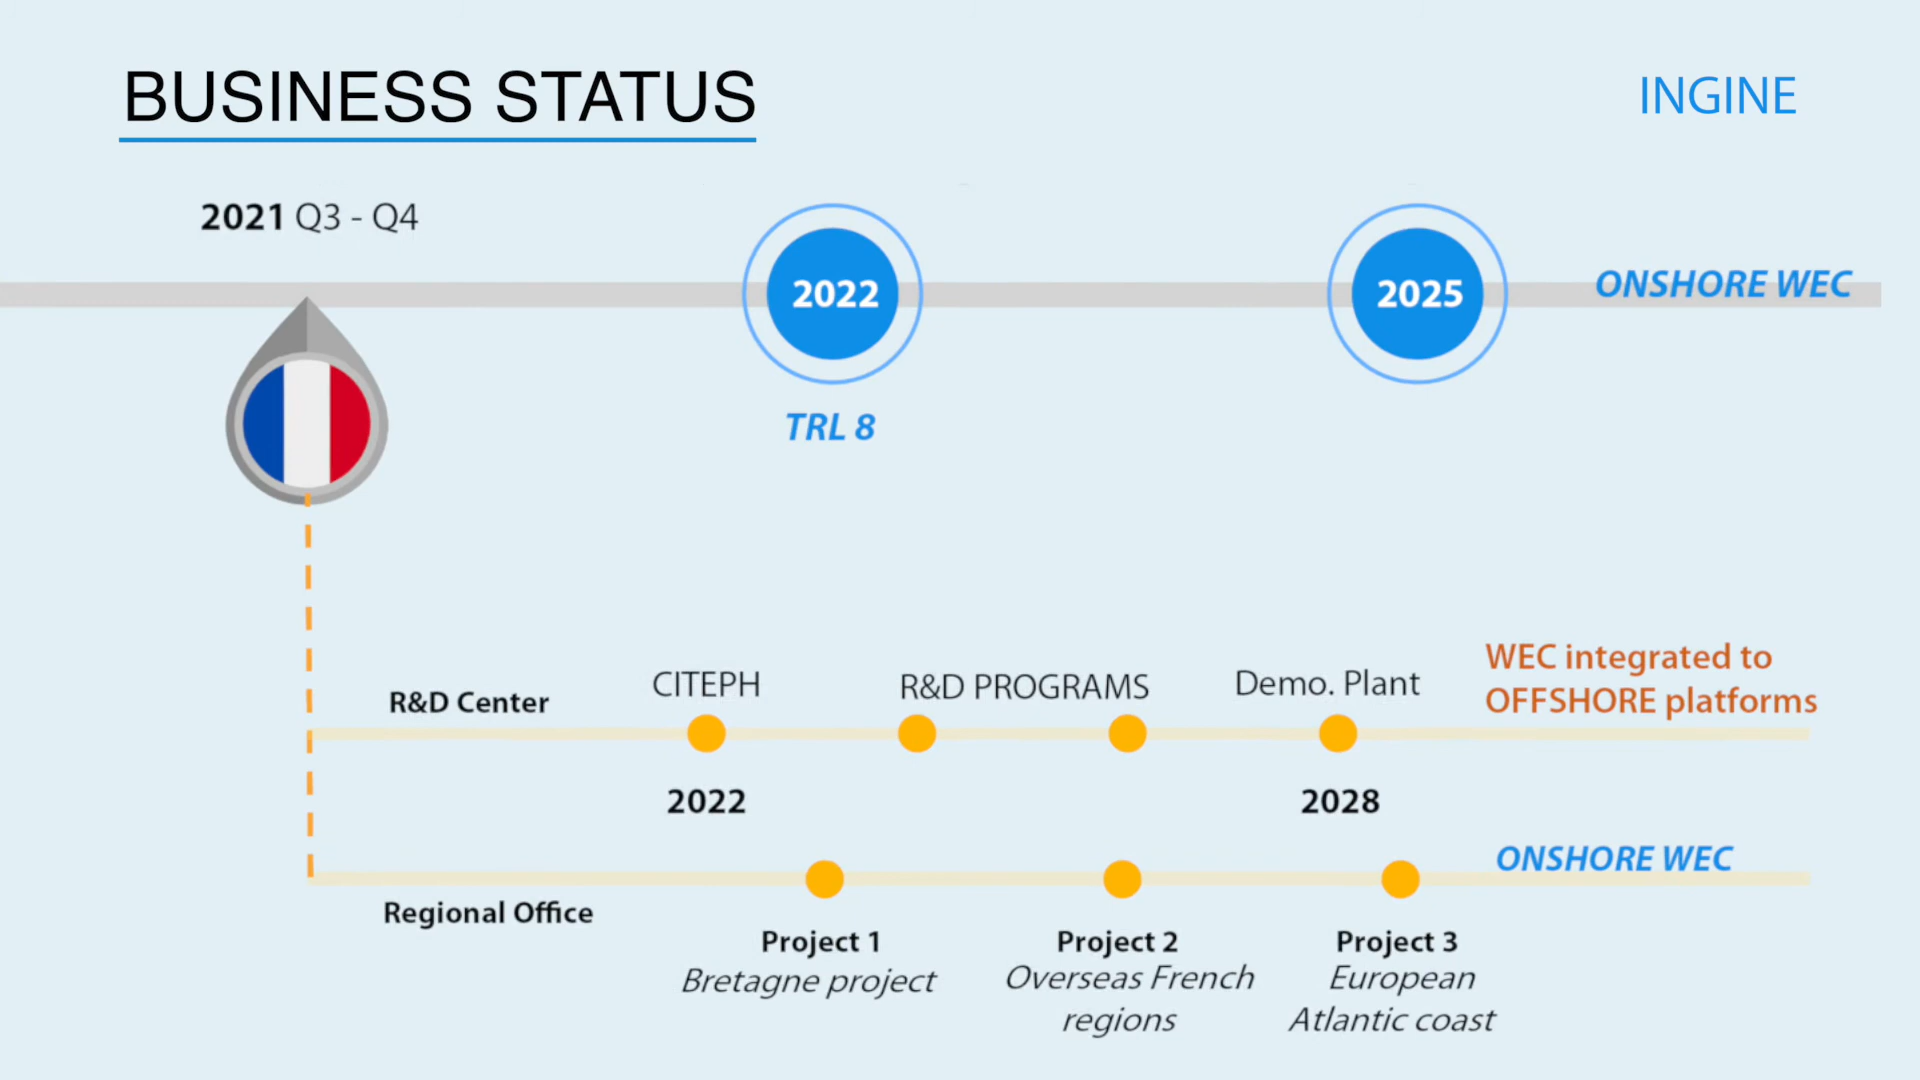 BUSINESS STATUS
INGINE
2021 Q3 - Q4
2022
2025
ONSHORE WEC
TRL 8
R&D Center
CITEPH
R&D PROGRAMS
Demo. Plant
WEC integrated to
OFFSHORE platforms
2022
2028
ONSHORE WEC
Regional Office
Project 1
Bretagne project
Project 2
Overseas French
regions
Project 3
European
Atlantic coast